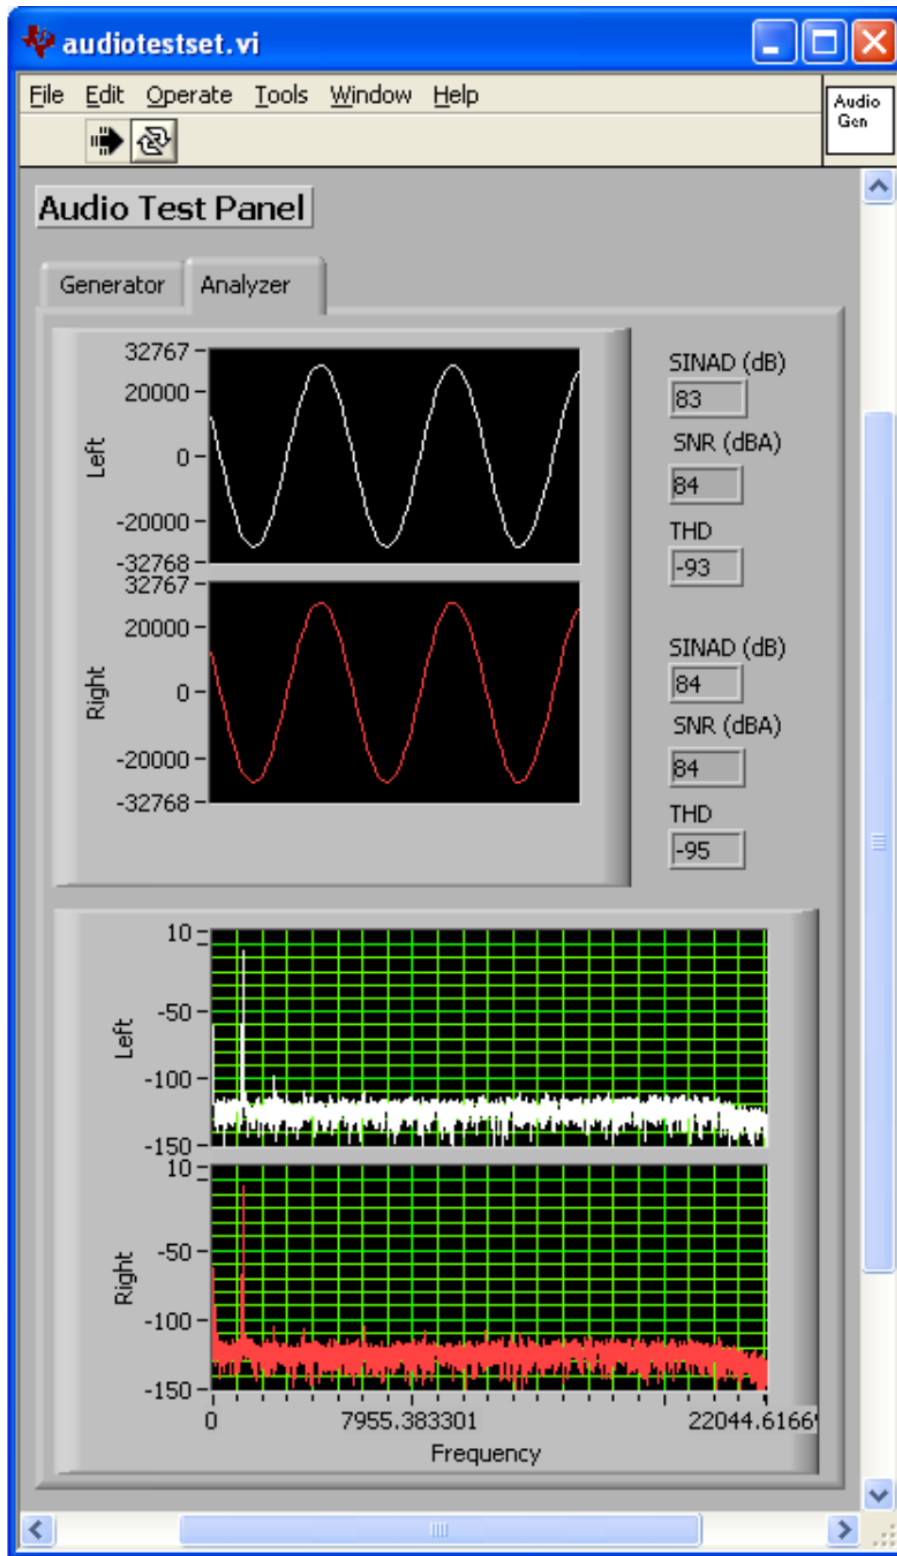 audiotestset.vi
File Edit Operate Tools Window Help
Audio
Gen
Audio Test Panel
Generator Analyzer
32767
20000
0
-20000
-32768
Left
32767
20000
0
-20000
-32768
Right
SINAD (dB)
83
SNR (dBA)
84
THD
-93
SINAD (dB)
84
SNR (dBA)
84
THD
-95
10
-50
-100
-150
Left
10
-50
-100
-150
Right
0 7955.383301 22044.6166
Frequency